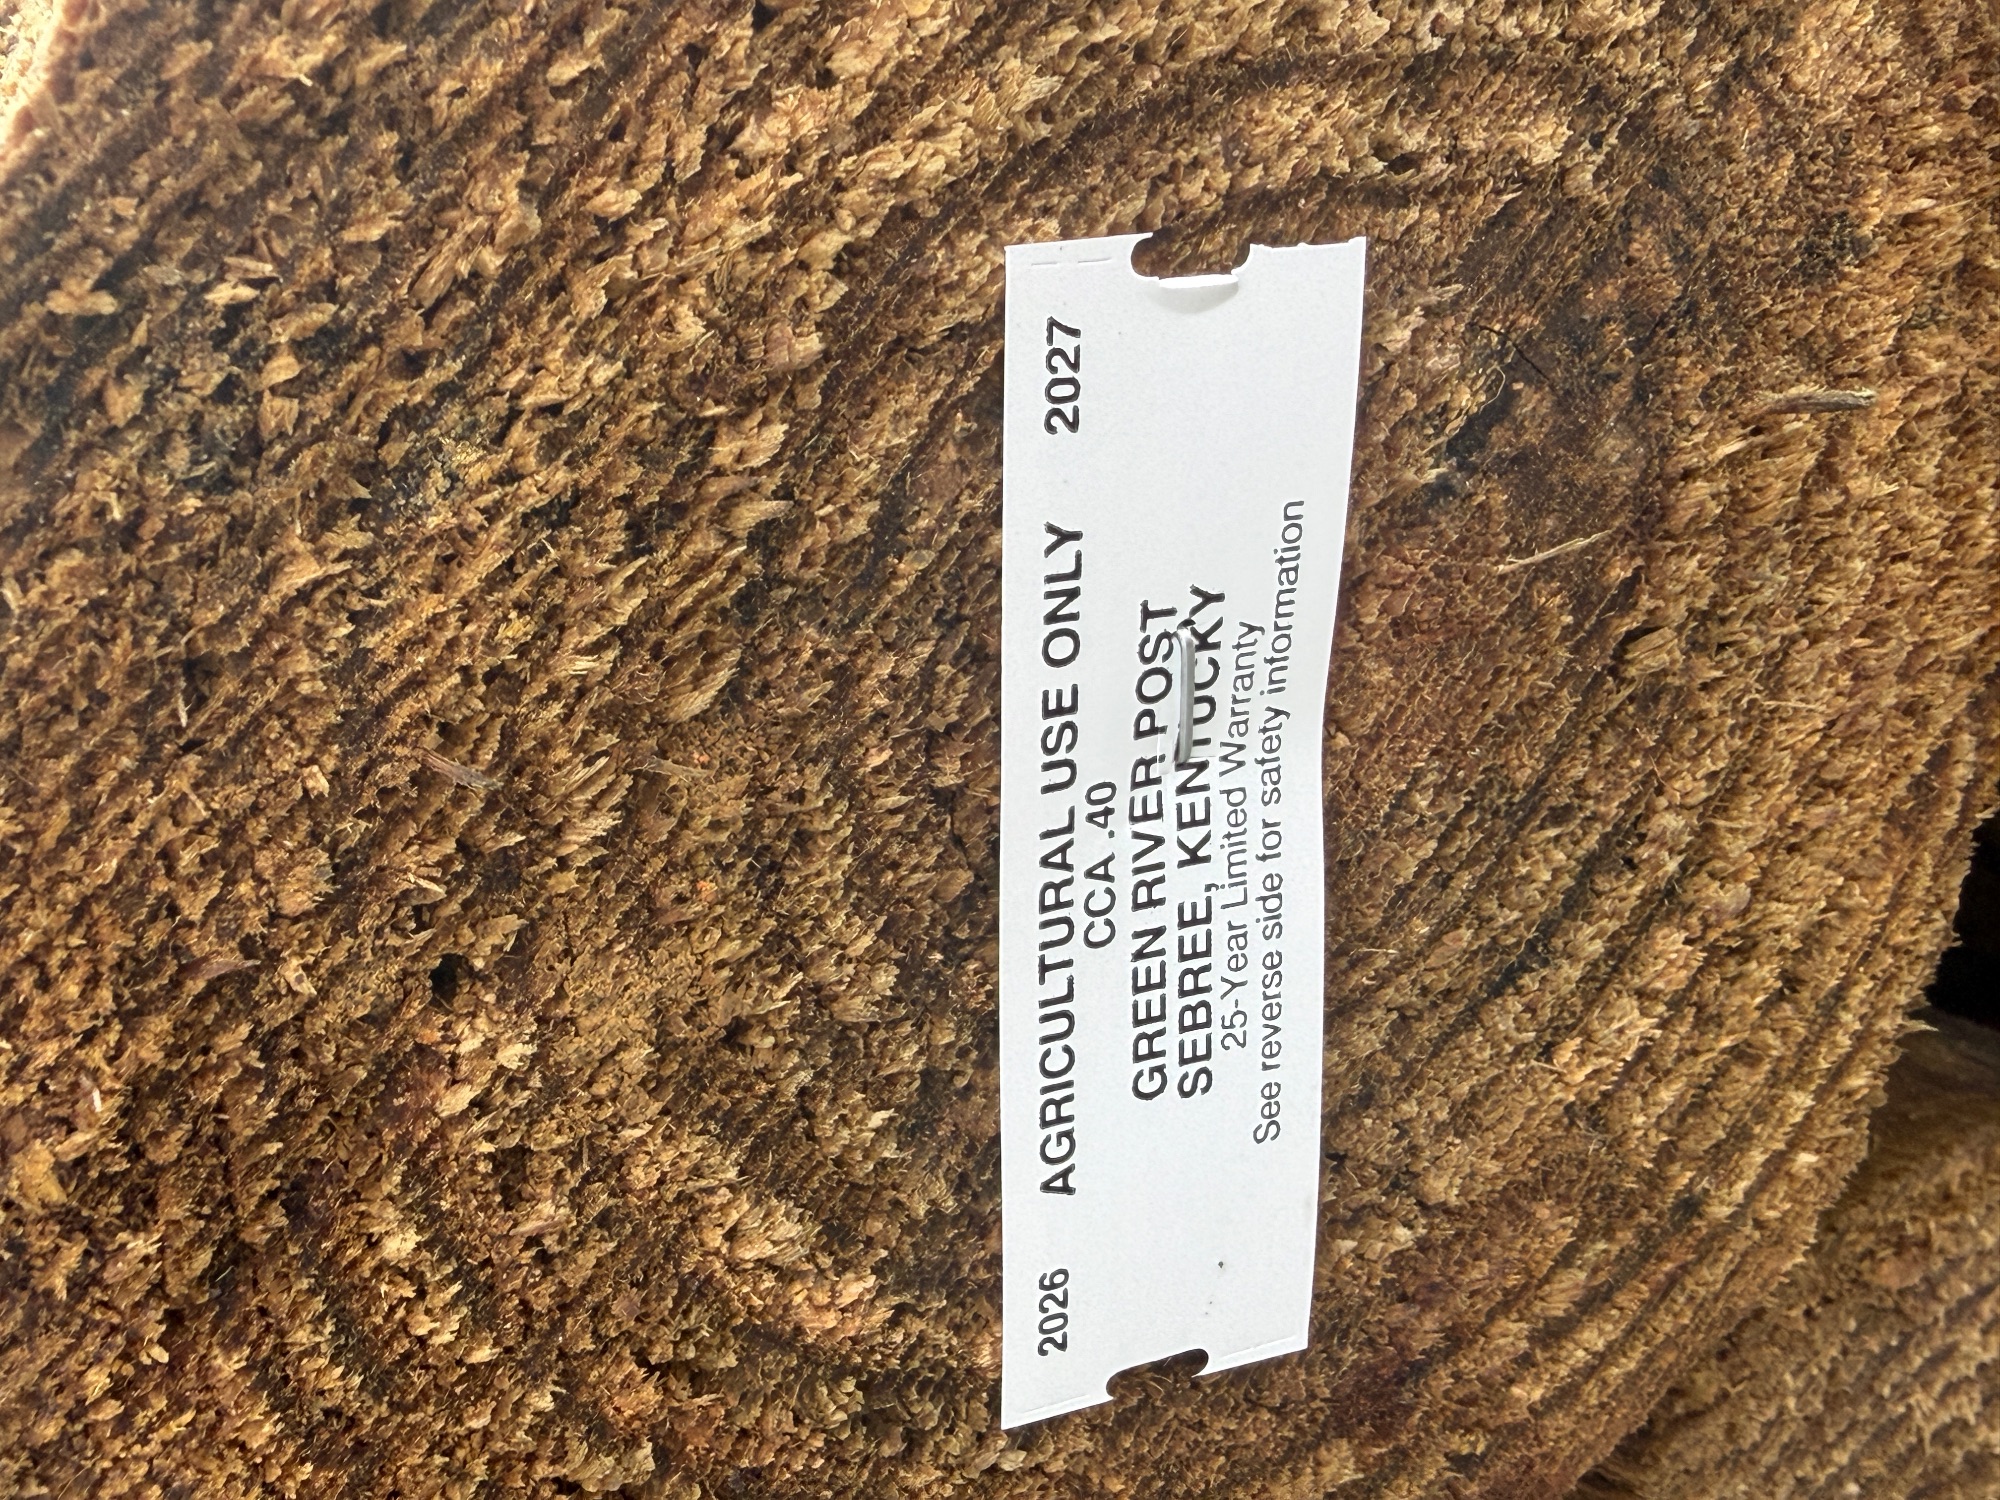 2026 AGRICULTURAL USE ONLY 2027
CCA .40
GREEN RIVER POST
SEBREE, KENTUCKY
25-Year Limited Warranty
See reverse side for safety information